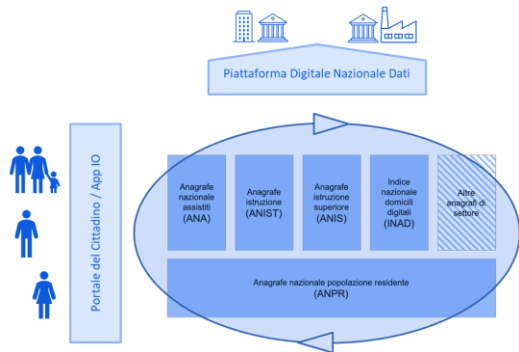 Piattaforma Digitale Nazionale Dati
Portale del Cittadino / App IO
Anagrafe
nazionale
assistiti
(ANA)
Anagrafe
istruzione
(ANIST)
Anagrafe
istruzione
superiore
(ANIS)
Indice
nazionale
domicili
digitali
(INAD)
Altre
anagrafi di
settore
Anagrafe nazionale popolazione residente
(ANPR)